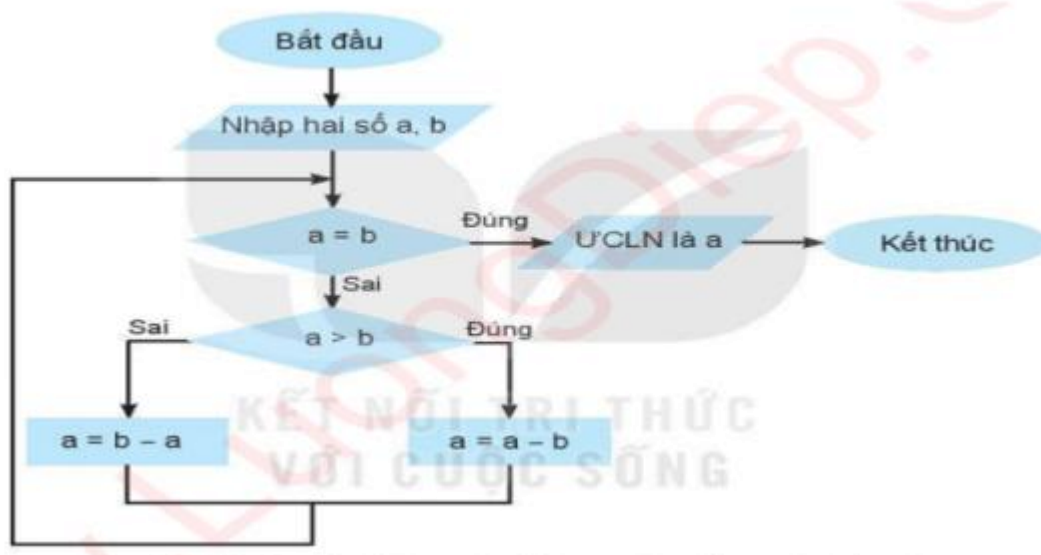 Bắt đầu
Nhập hai số a, b
a = b
Đúng
ƯCLN là a
Kết thúc
Sai
a > b
Sai
Đúng
a = b – a
a = a – b
KẾT NỐI TRI THỨC
VỚI CUỘC SỐNG